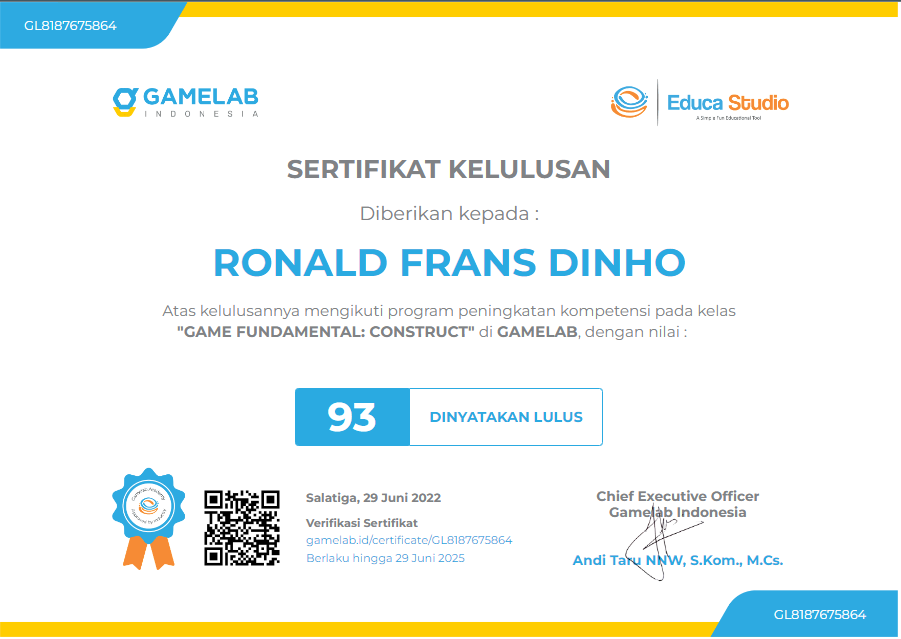 GL8187675864
GAMELAB
INDONESIA
Educa Studio
A Simple Fun Educational Tool
SERTIFIKAT KELULUSAN
Diberikan kepada :
RONALD FRANS DINHO
Atas kelulusannya mengikuti program peningkatan kompetensi pada kelas
"GAME FUNDAMENTAL: CONSTRUCT" di GAMELAB, dengan nilai :
93
DINYATAKAN LULUS
Salatiga, 29 Juni 2022
Verifikasi Sertifikat
gamelab.id/certificate/GL8187675864
Berlaku hingga 29 Juni 2025
Chief Executive Officer
Gamelab Indonesia
Andi Taru NNW, S.Kom., M.Cs.
GL8187675864